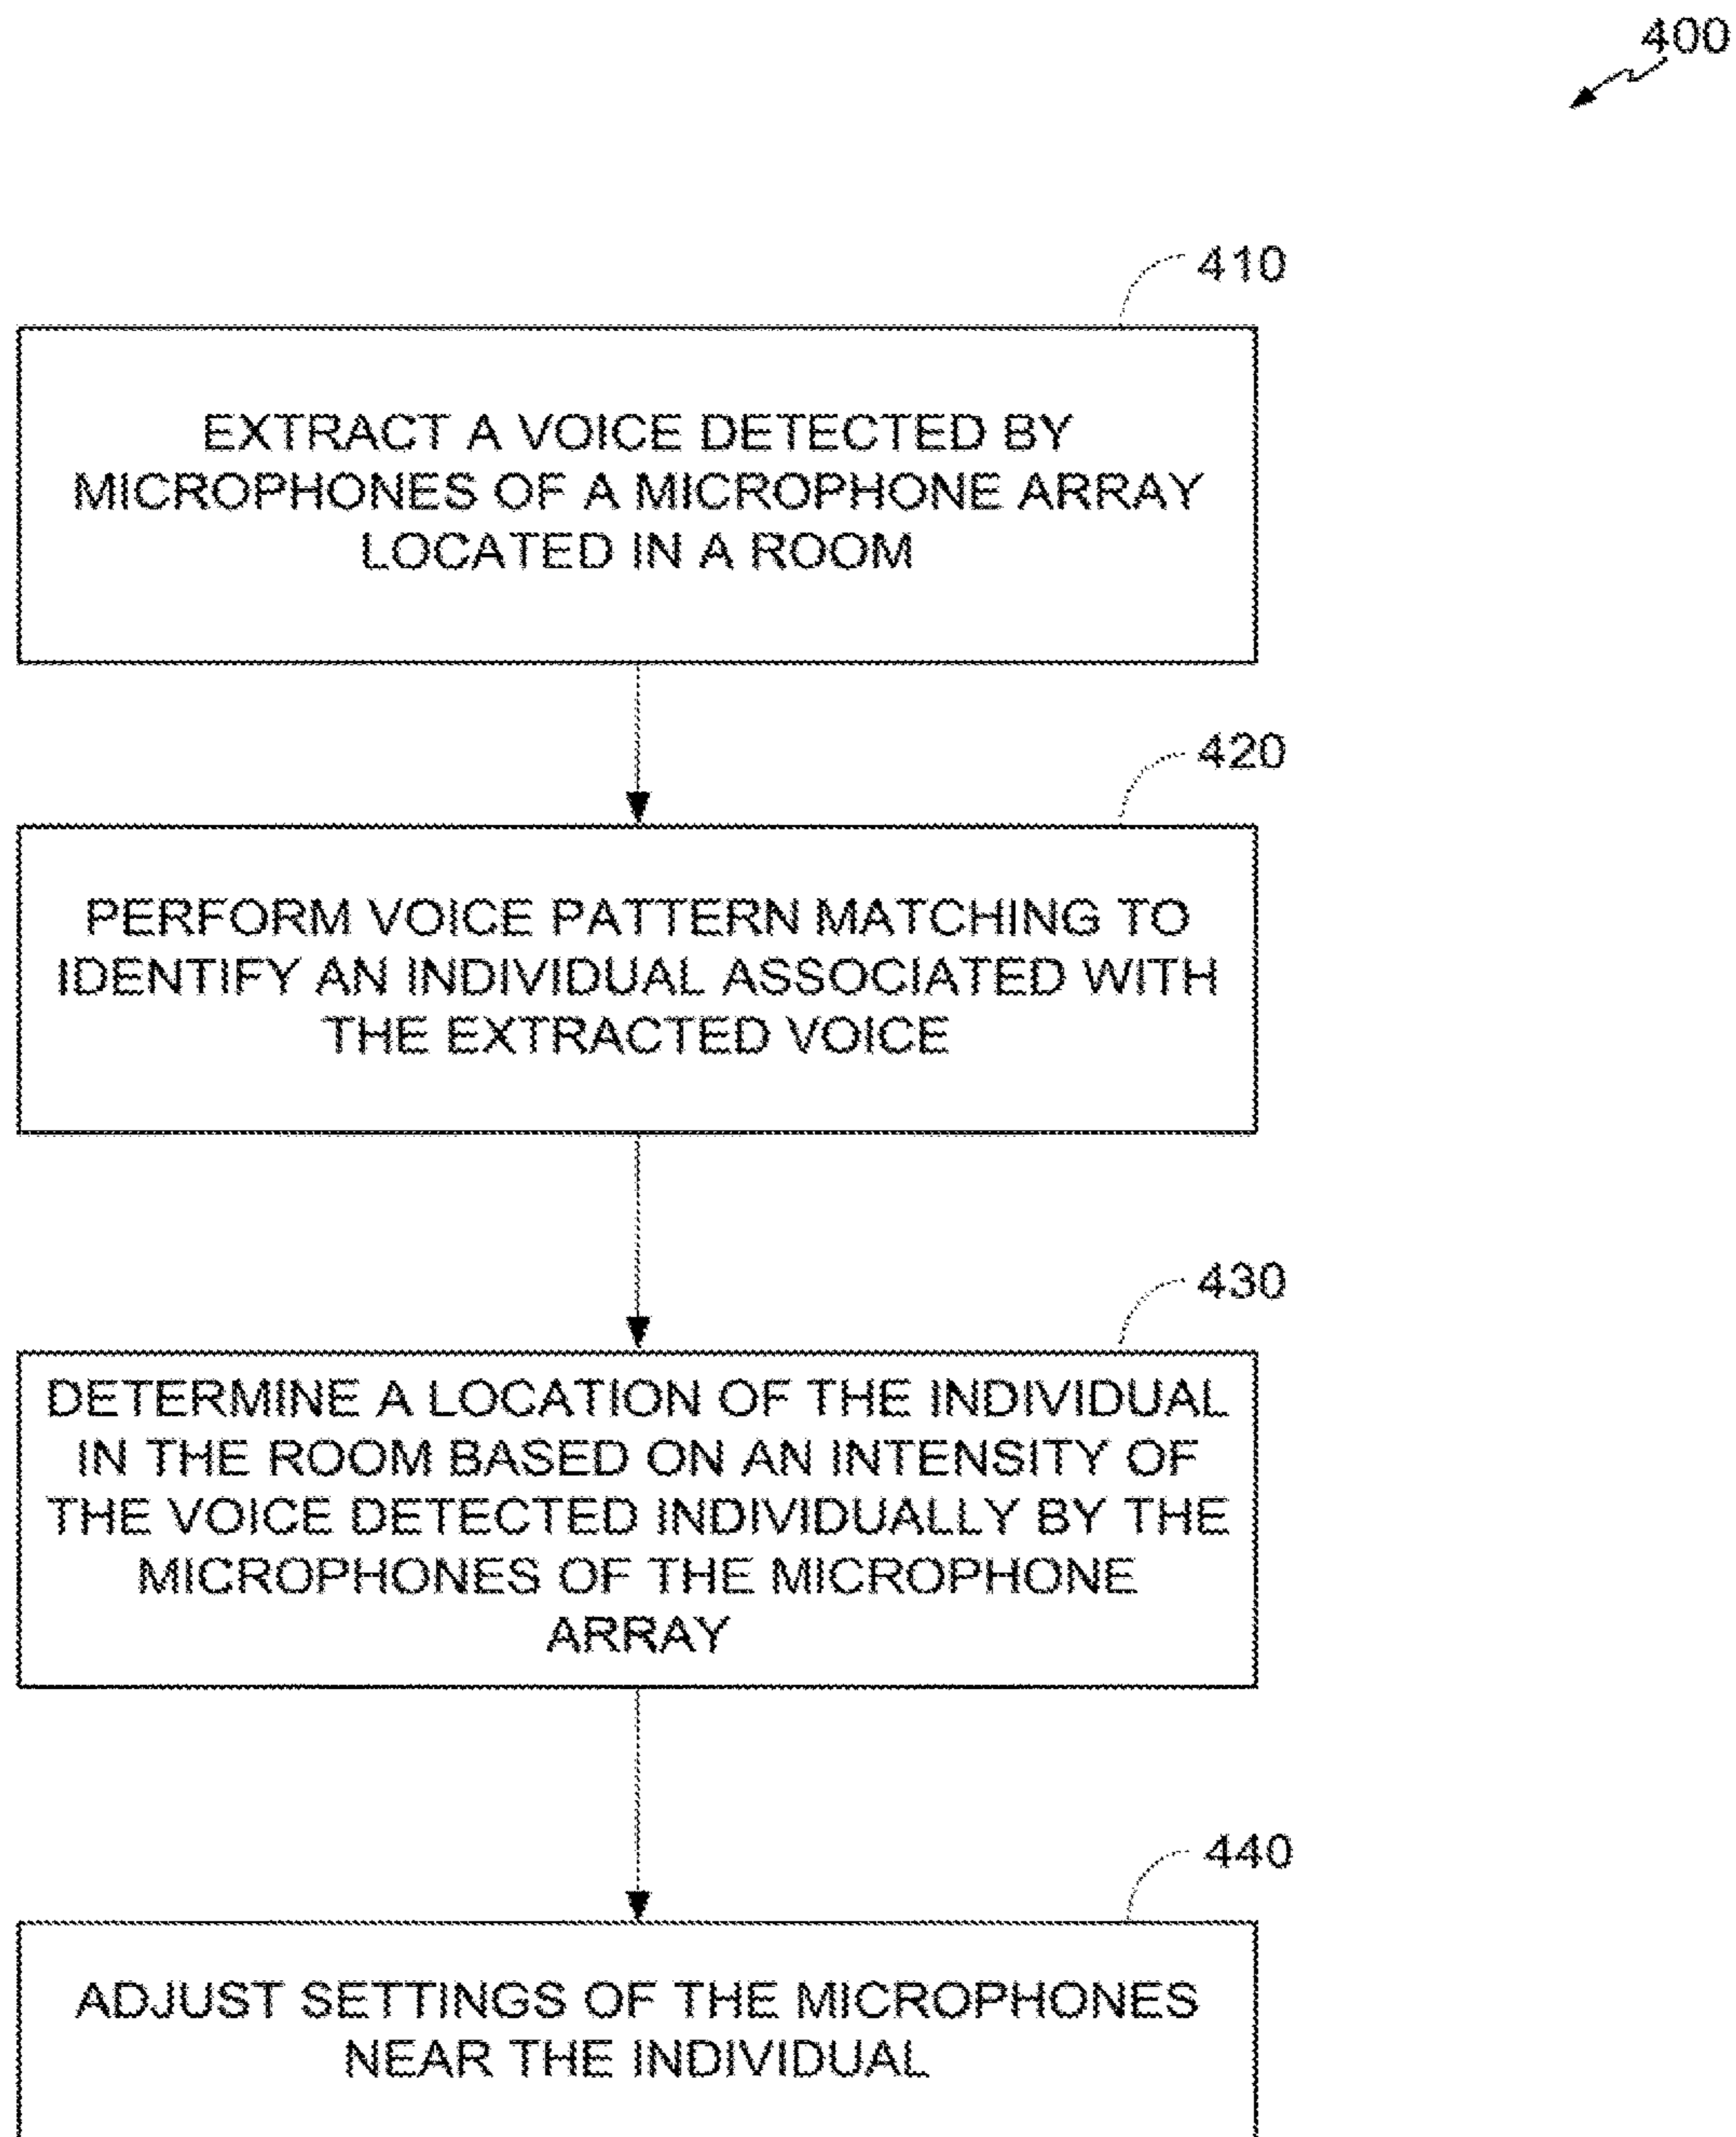 400
410
EXTRACT A VOICE DETECTED BY
MICROPHONES OF A MICROPHONE ARRAY
LOCATED IN A ROOM
420
PERFORM VOICE PATTERN MATCHING TO
IDENTIFY AN INDIVIDUAL ASSOCIATED WITH
THE EXTRACTED VOICE
430
DETERMINE A LOCATION OF THE INDIVIDUAL
IN THE ROOM BASED ON AN INTENSITY OF
THE VOICE DETECTED INDIVIDUALLY BY THE
MICROPHONES OF THE MICROPHONE
ARRAY
440
ADJUST SETTINGS OF THE MICROPHONES
NEAR THE INDIVIDUAL